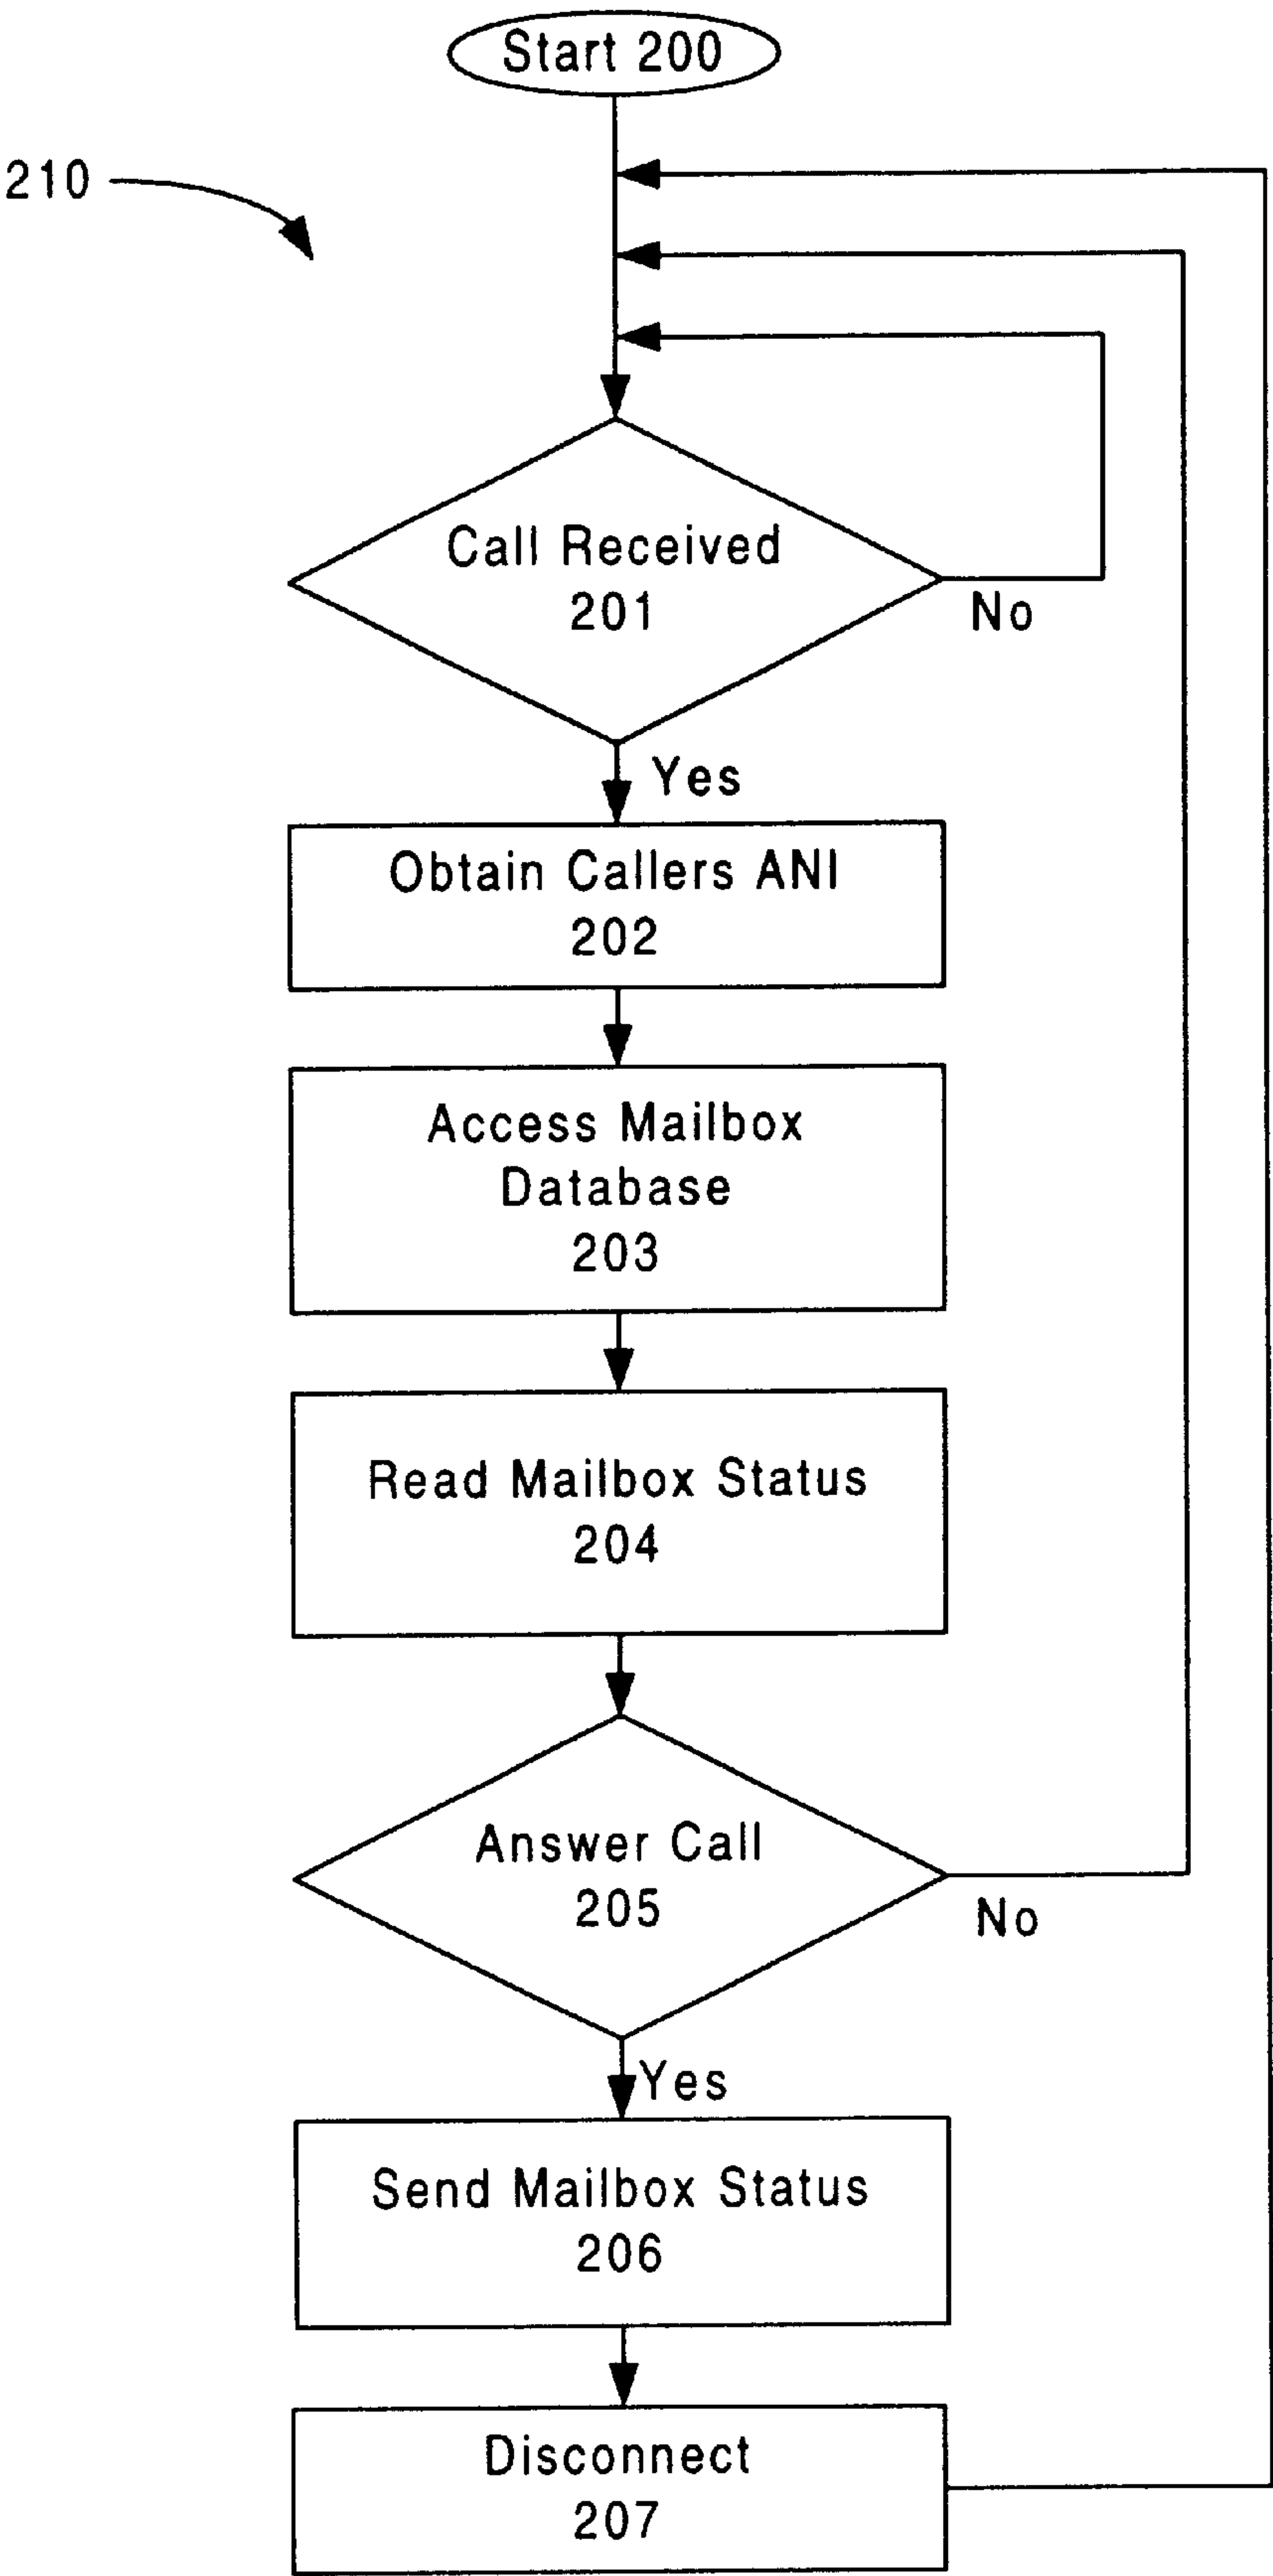 Start 200
210
Call Received
201
No
Yes
Obtain Callers ANI
202
Access Mailbox
Database
203
Read Mailbox Status
204
Answer Call
205
No
Yes
Send Mailbox Status
206
Disconnect
207